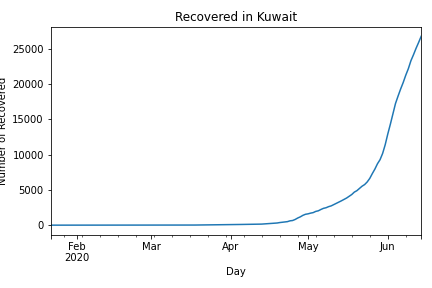 Recovered in Kuwait
Number of Recovered
25000
20000
15000
10000
5000
0
Feb Mar Apr May Jun
2020
Day